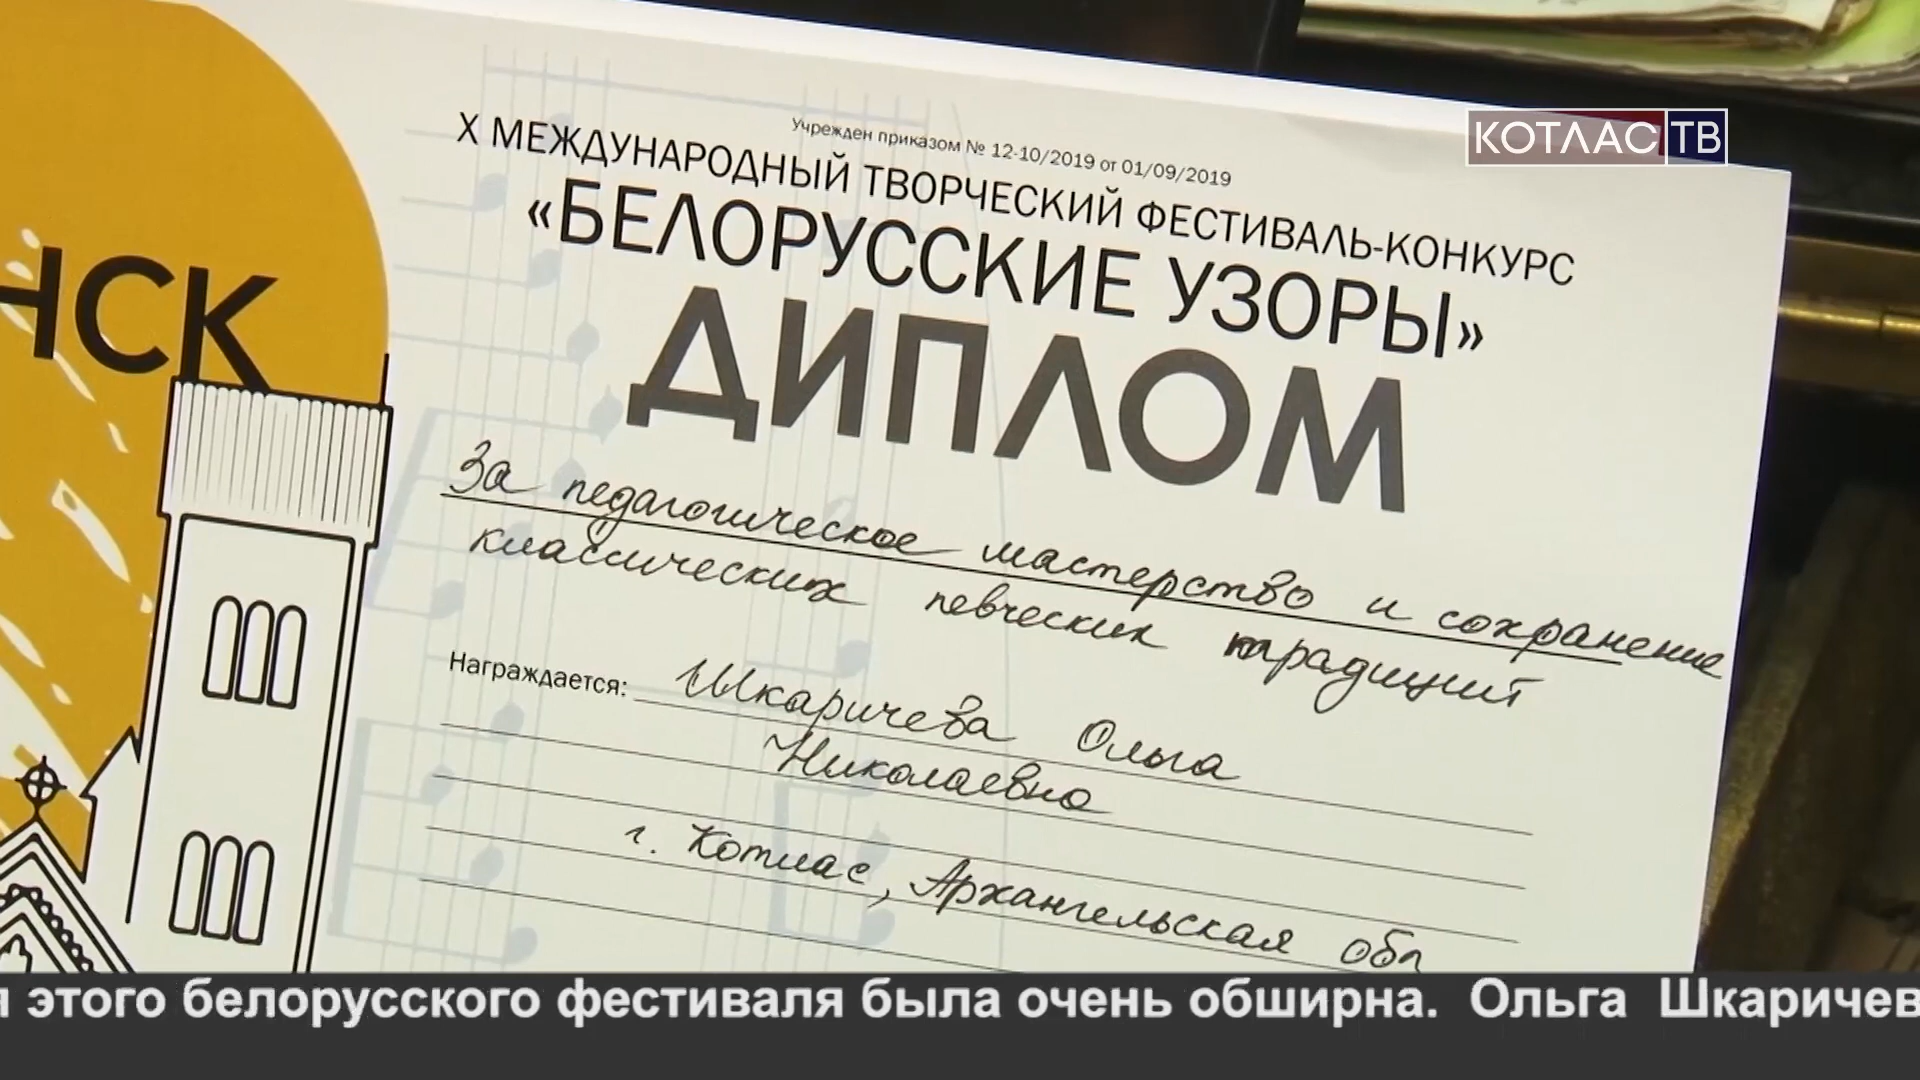 КОТЛАС ТВ
Учрежден приказом № 12-10/2019 от 01/09/2019
X МЕЖДУНАРОДНЫЙ ТВОРЧЕСКИЙ ФЕСТИВАЛЬ-КОНКУРС
«БЕЛОРУССКИЕ УЗОРЫ»
ДИПЛОМ
НСК
За педагогическое мастерство и сохранение
классических певческих традиций
Награждается: Шкаричева Ольга
Николаевна
г. Котлас, Архангельская обл
я этого белорусского фестиваля была очень обширна. Ольга Шкаричев